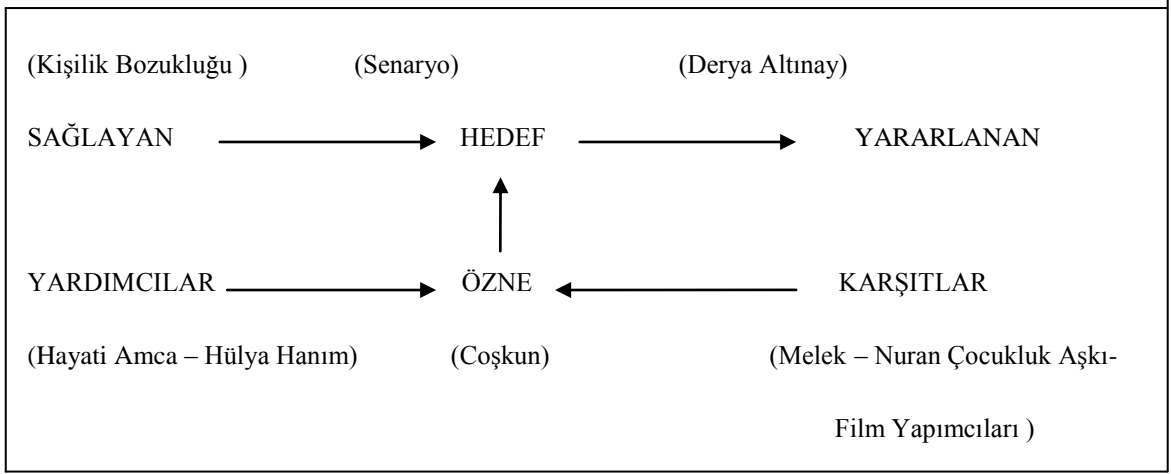 (Kişilik Bozukluğu ) (Senaryo) (Derya Altınay)
SAĞLAYAN HEDEF YARARLANAN
YARDIMCILAR ÖZNE KARŞITLAR
(Hayati Amca – Hülya Hanım) (Coşkun) (Melek – Nuran Çocukluk Aşkı-
Film Yapımcıları )